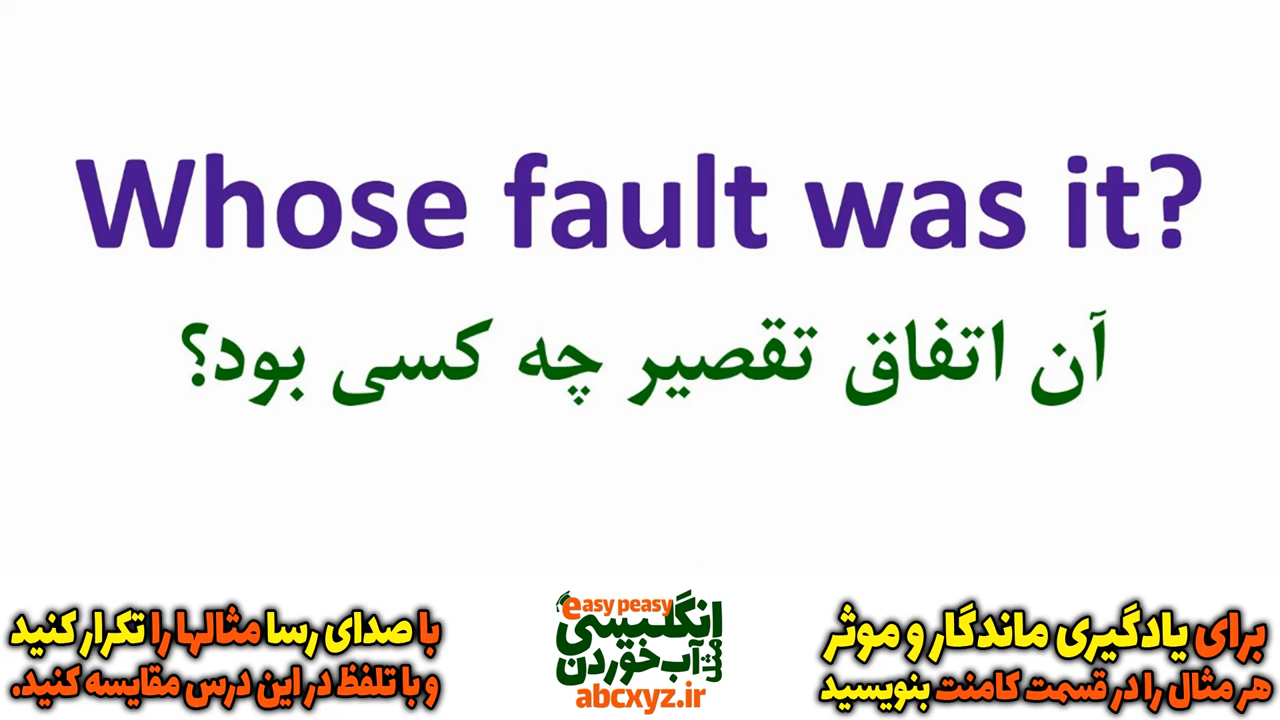 Whose fault was it?
آن اتفاق تقصیر چه کسی بود؟
برای یادگیری ماندگار و موثر
هر مثال را در قسمت کامنت بنویسید
easy peasy
انگلیسی
مثل آب خوردن
abcxyz.ir
با صدای رسا مثالها را تکرار کنید
و با تلفظ در این درس مقایسه کنید.